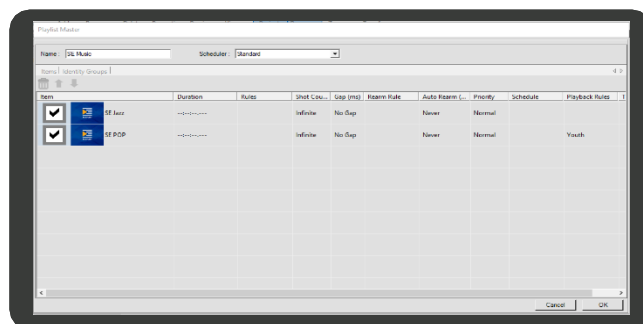 Playlist Master
Name : SE Music Scheduler : Standard
Items Identity Groups
Item Duration Rules Shot Cou... Gap (ms) Rearm Rule Auto Rearm (... Priority Schedule Playback Rules T
SE Jazz --:--:--.--- Infinite No Gap Never Normal
SE POP --:--:--.--- Infinite No Gap Never Normal Youth
Cancel OK